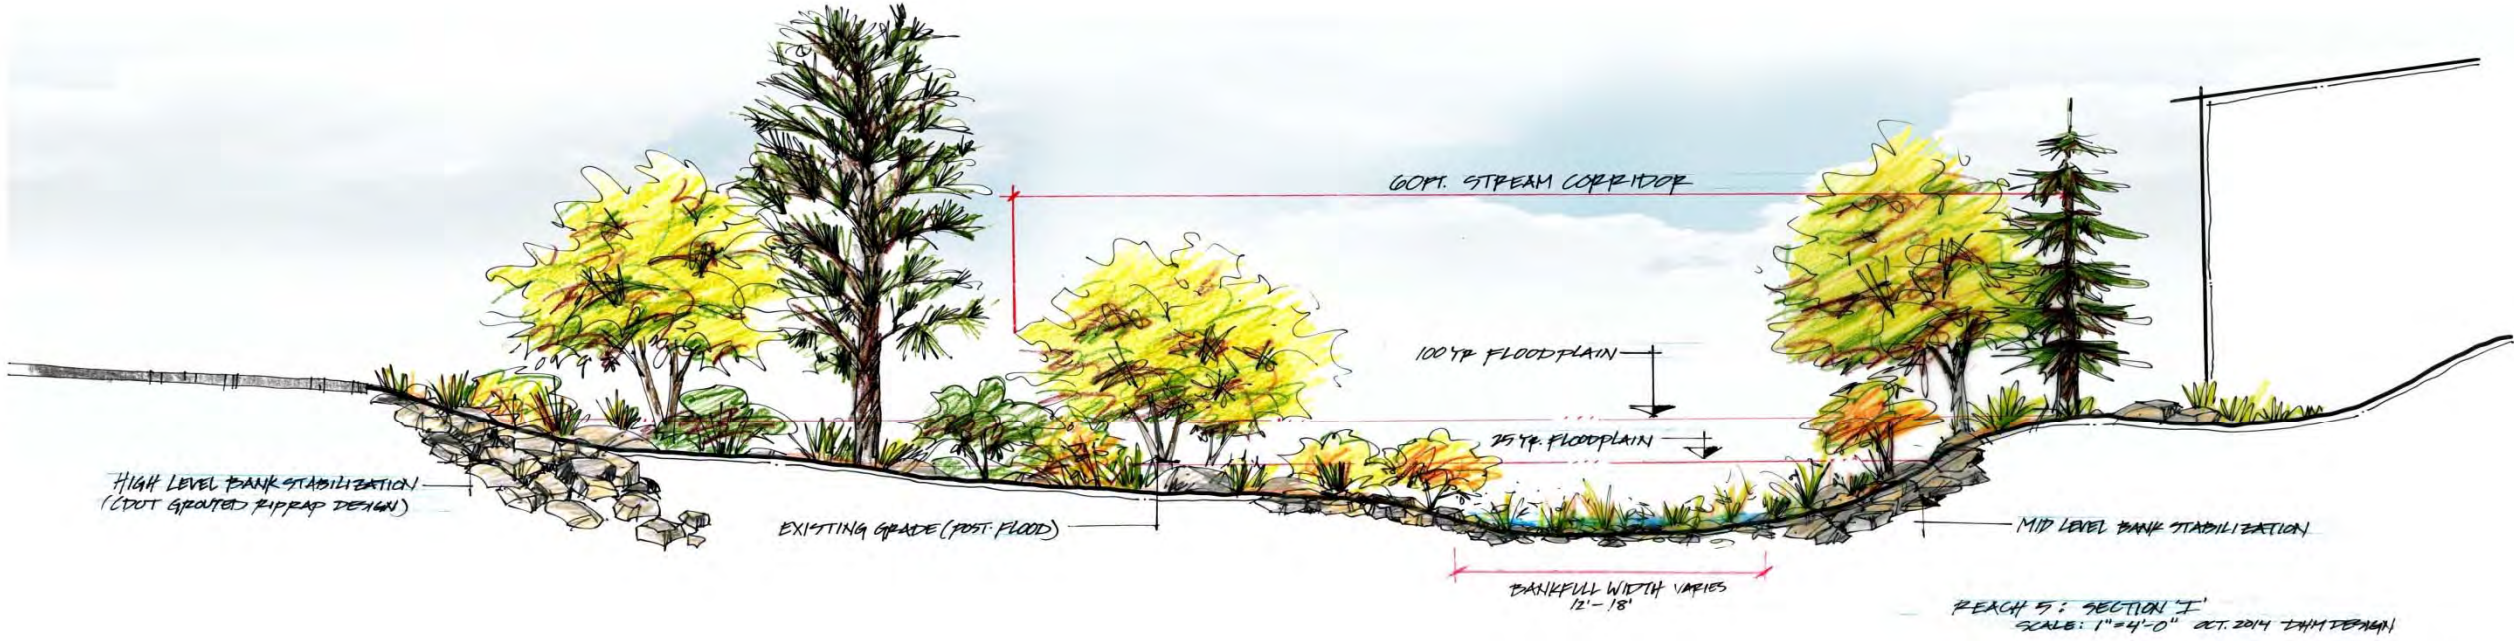 60FT. STREAM CORRIDOR
100 YR FLOODPLAIN
25 YR. FLOODPLAIN
HIGH LEVEL BANK STABILIZATION
(CDOT GROUTED RIPRAP DESIGN)
EXISTING GRADE (POST-FLOOD)
MID LEVEL BANK STABILIZATION
BANKFULL WIDTH VARIES
12'-18'
REACH 5: SECTION 'I'
SCALE: 1"=4'-0" OCT. 2014 DHM DESIGN